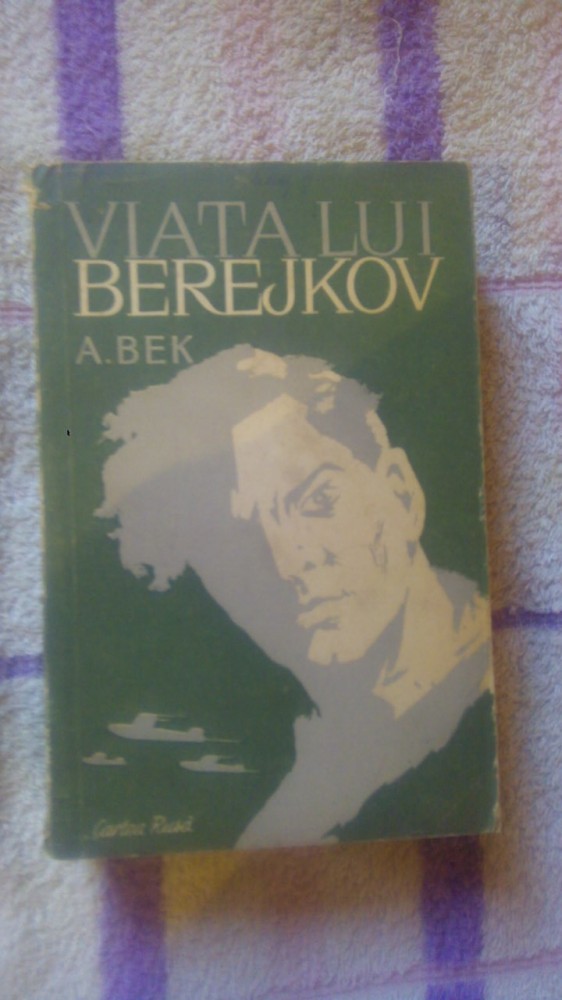 VIATA LUI
BEREJKOV
A. BEK
Cartea Rusă